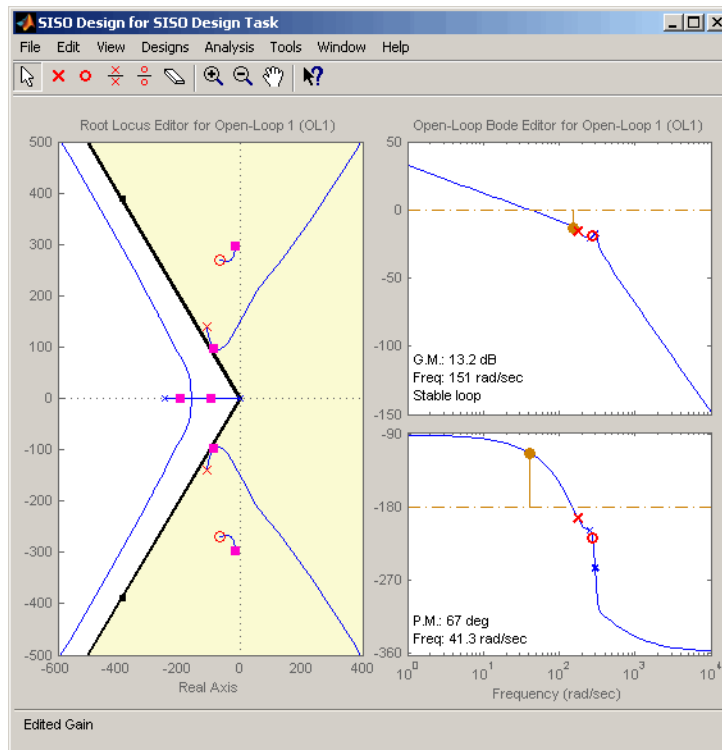 SISO Design for SISO Design Task
File Edit View Designs Analysis Tools Window Help
Root Locus Editor for Open-Loop 1 (OL1)
500
400
300
200
100
0
-100
-200
-300
-400
-500
-600 -400 -200 0 200 400
Real Axis
Open-Loop Bode Editor for Open-Loop 1 (OL1)
50
0
-50
-100
-150
G.M.: 13.2 dB
Freq: 151 rad/sec
Stable loop
-90
-180
-270
-360
P.M.: 67 deg
Freq: 41.3 rad/sec
10^0 10^1 10^2 10^3 10^4
Frequency (rad/sec)
Edited Gain